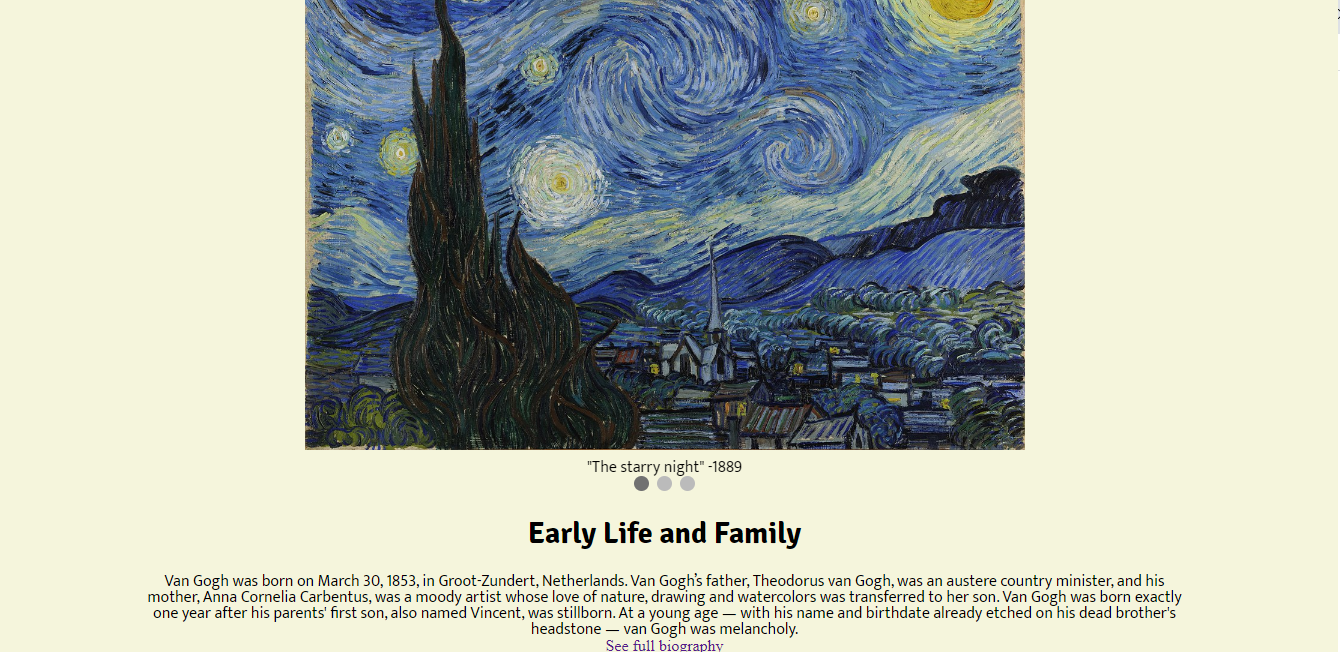 "The starry night" -1889
Early Life and Family
Van Gogh was born on March 30, 1853, in Groot-Zundert, Netherlands. Van Gogh’s father, Theodorus van Gogh, was an austere country minister, and his
mother, Anna Cornelia Carbentus, was a moody artist whose love of nature, drawing and watercolors was transferred to her son. Van Gogh was born exactly
one year after his parents' first son, also named Vincent, was stillborn. At a young age — with his name and birthdate already etched on his dead brother's
headstone — van Gogh was melancholy.
See full biography